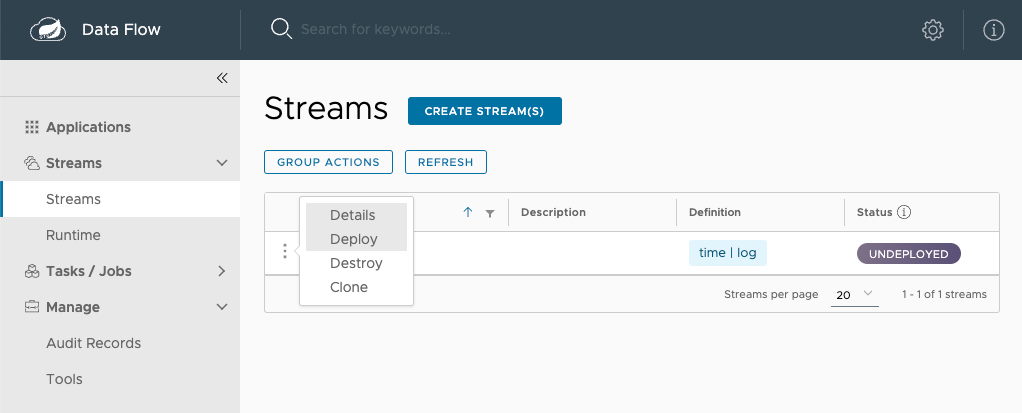 Data Flow
Search for keywords...
Applications
Streams
Streams
Runtime
Tasks / Jobs
Manage
Audit Records
Tools
Streams
CREATE STREAM(S)
GROUP ACTIONS
REFRESH
Description
Definition
Status
Details
Deploy
Destroy
Clone
time | log
UNDEPLOYED
Streams per page
20
1 - 1 of 1 streams